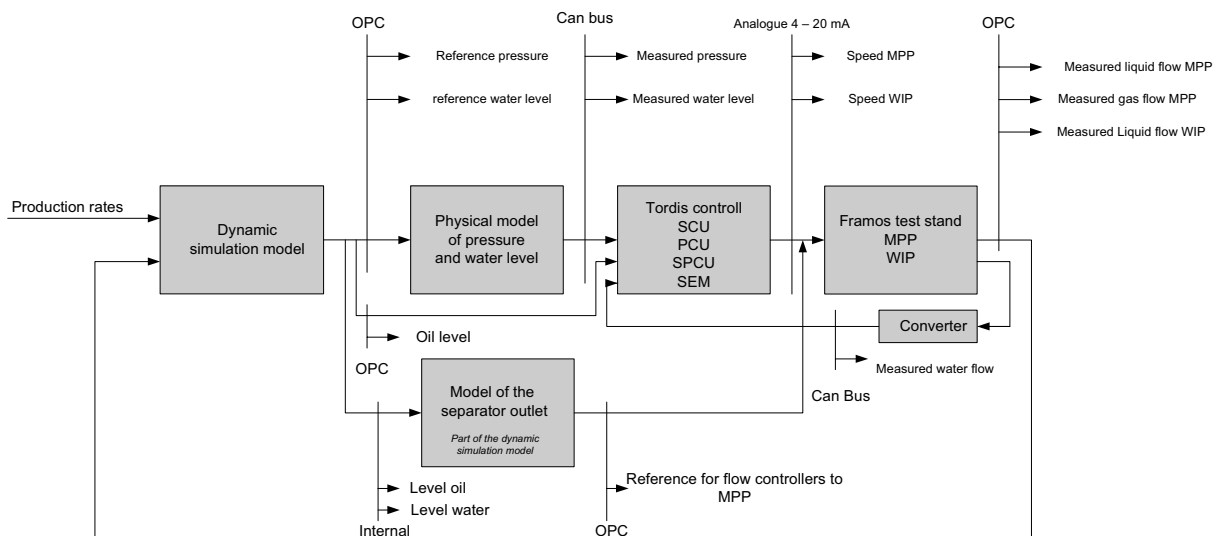 OPC
Can bus
Analogue 4 – 20 mA
OPC
Reference pressure
Measured pressure
Speed MPP
Measured liquid flow MPP
reference water level
Measured water level
Speed WIP
Measured gas flow MPP
Measured Liquid flow WIP
Production rates
Dynamic
simulation model
Physical model
of pressure
and water level
Tordis controll
SCU
PCU
SPCU
SEM
Framos test stand
MPP
WIP
Converter
Oil level
OPC
Measured water flow
Can Bus
Model of the
separator outlet
Part of the dynamic
simulation model
Level oil
Level water
Internal
Reference for flow controllers to
MPP
OPC